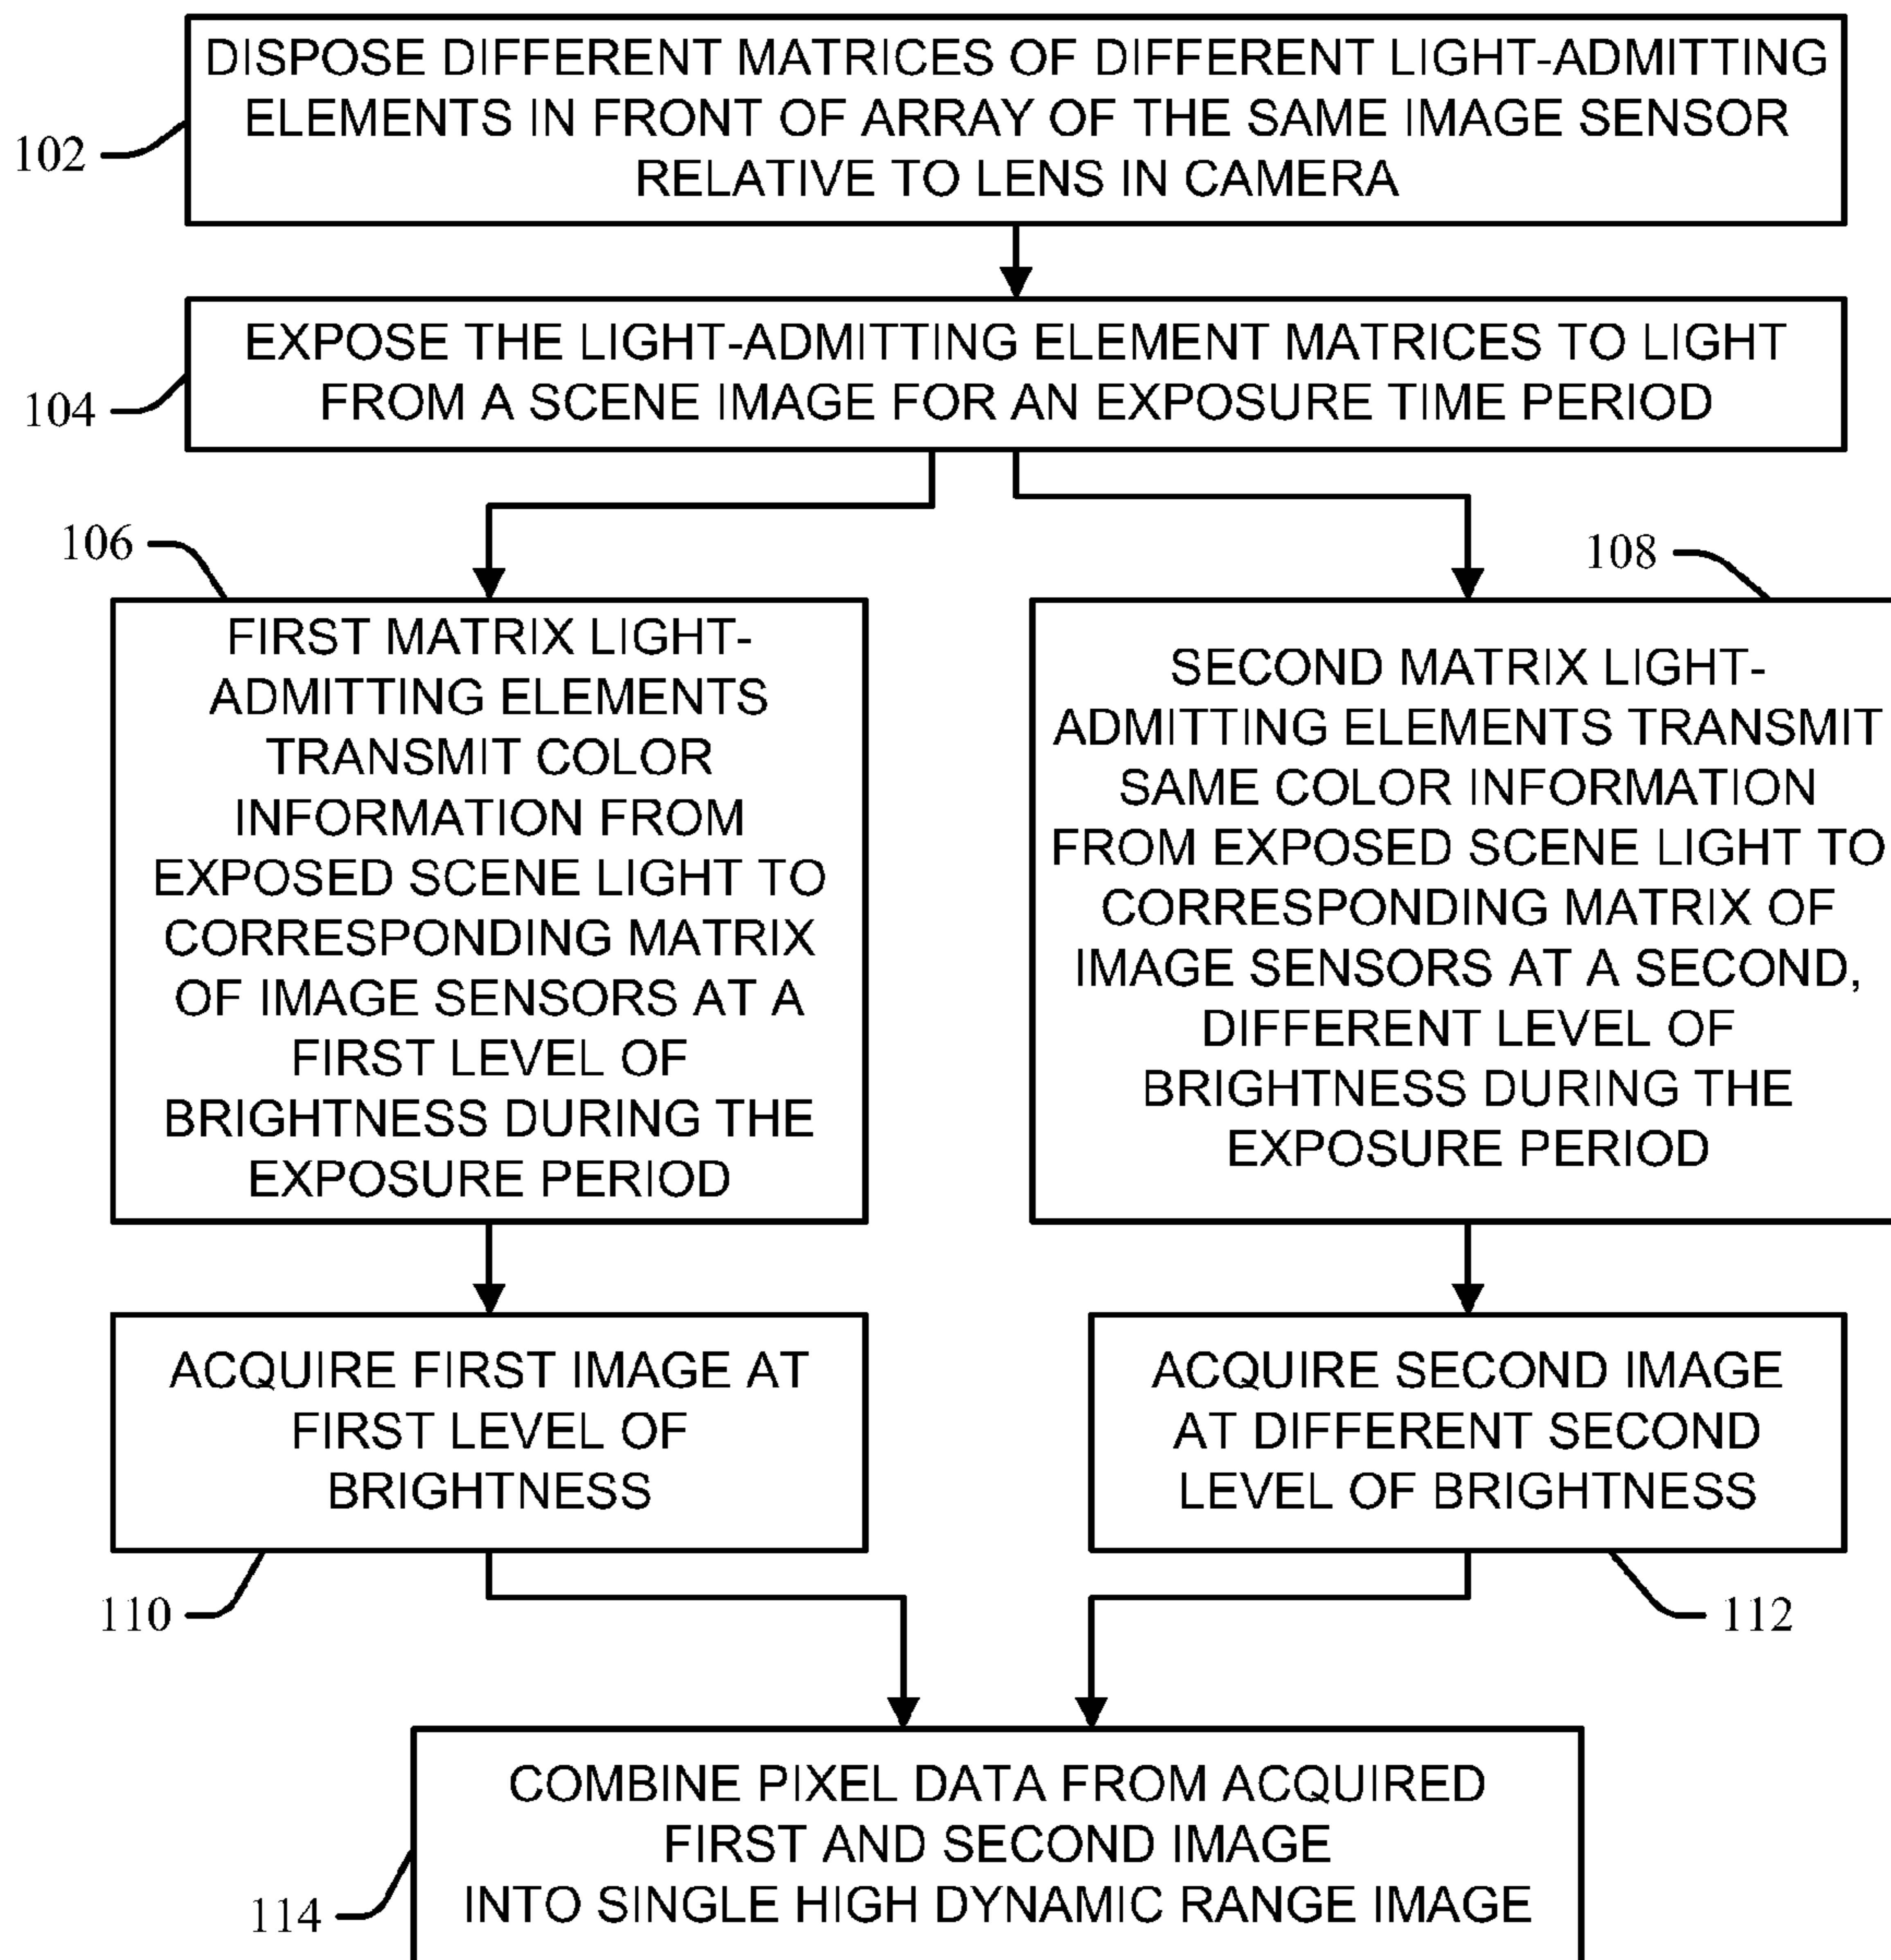 DISPOSE DIFFERENT MATRICES OF DIFFERENT LIGHT-ADMITTING
ELEMENTS IN FRONT OF ARRAY OF THE SAME IMAGE SENSOR
RELATIVE TO LENS IN CAMERA
102
EXPOSE THE LIGHT-ADMITTING ELEMENT MATRICES TO LIGHT
FROM A SCENE IMAGE FOR AN EXPOSURE TIME PERIOD
104
106
FIRST MATRIX LIGHT-
ADMITTING ELEMENTS
TRANSMIT COLOR
INFORMATION FROM
EXPOSED SCENE LIGHT TO
CORRESPONDING MATRIX
OF IMAGE SENSORS AT A
FIRST LEVEL OF
BRIGHTNESS DURING THE
EXPOSURE PERIOD
108
SECOND MATRIX LIGHT-
ADMITTING ELEMENTS TRANSMIT
SAME COLOR INFORMATION
FROM EXPOSED SCENE LIGHT TO
CORRESPONDING MATRIX OF
IMAGE SENSORS AT A SECOND,
DIFFERENT LEVEL OF
BRIGHTNESS DURING THE
EXPOSURE PERIOD
ACQUIRE FIRST IMAGE AT
FIRST LEVEL OF
BRIGHTNESS
110
ACQUIRE SECOND IMAGE
AT DIFFERENT SECOND
LEVEL OF BRIGHTNESS
112
COMBINE PIXEL DATA FROM ACQUIRED
FIRST AND SECOND IMAGE
INTO SINGLE HIGH DYNAMIC RANGE IMAGE
114